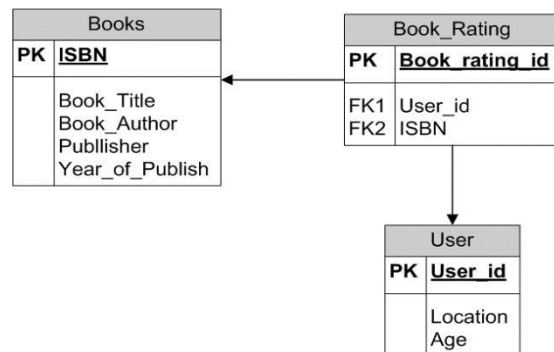 Books
PK ISBN
Book_Title
Book_Author
Publlisher
Year_of_Publish
Book_Rating
PK Book_rating_id
FK1 User_id
FK2 ISBN
User
PK User_id
Location
Age